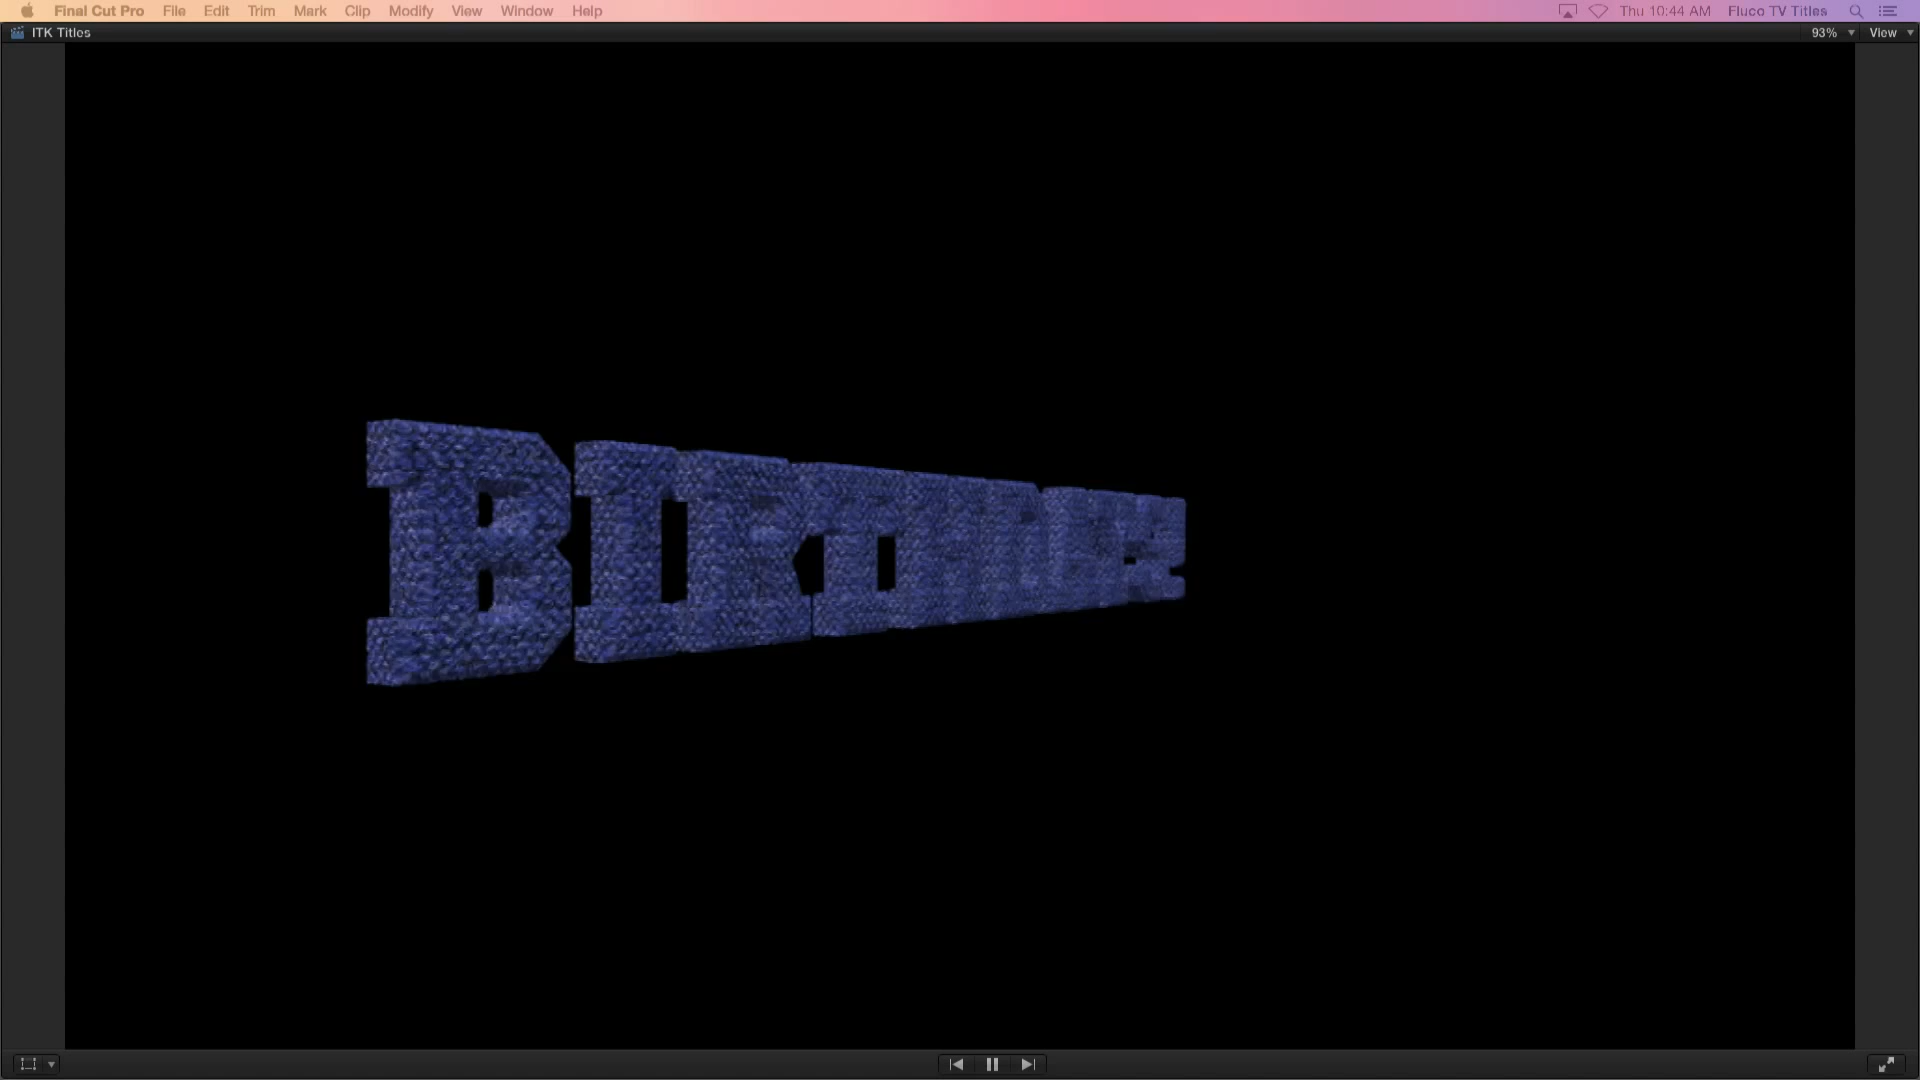 Final Cut Pro File Edit Trim Mark Clip Modify View Window Help Thu 10:44 AM Fluco TV Titles
ITK Titles 93% View